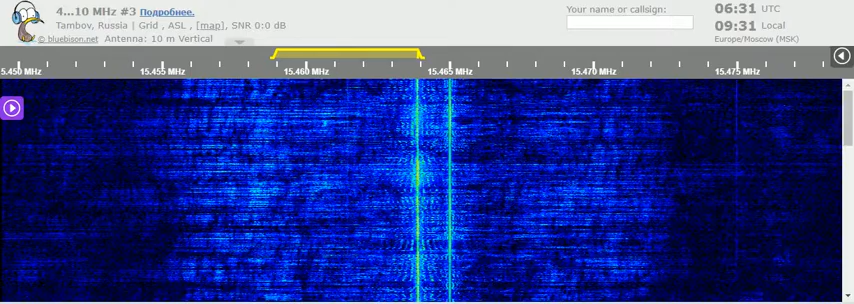 4...10 MHz #3 Подробнее.
Tambov, Russia | Grid , ASL , [map], SNR 0:0 dB
© bluebison.net Antenna: 10 m Vertical
Your name or callsign:
06:31 UTC
09:31 Local
Europe/Moscow (MSK)
5.450 MHz 15.455 MHz 15.460 MHz 15.465 MHz 15.470 MHz 15.475 MHz